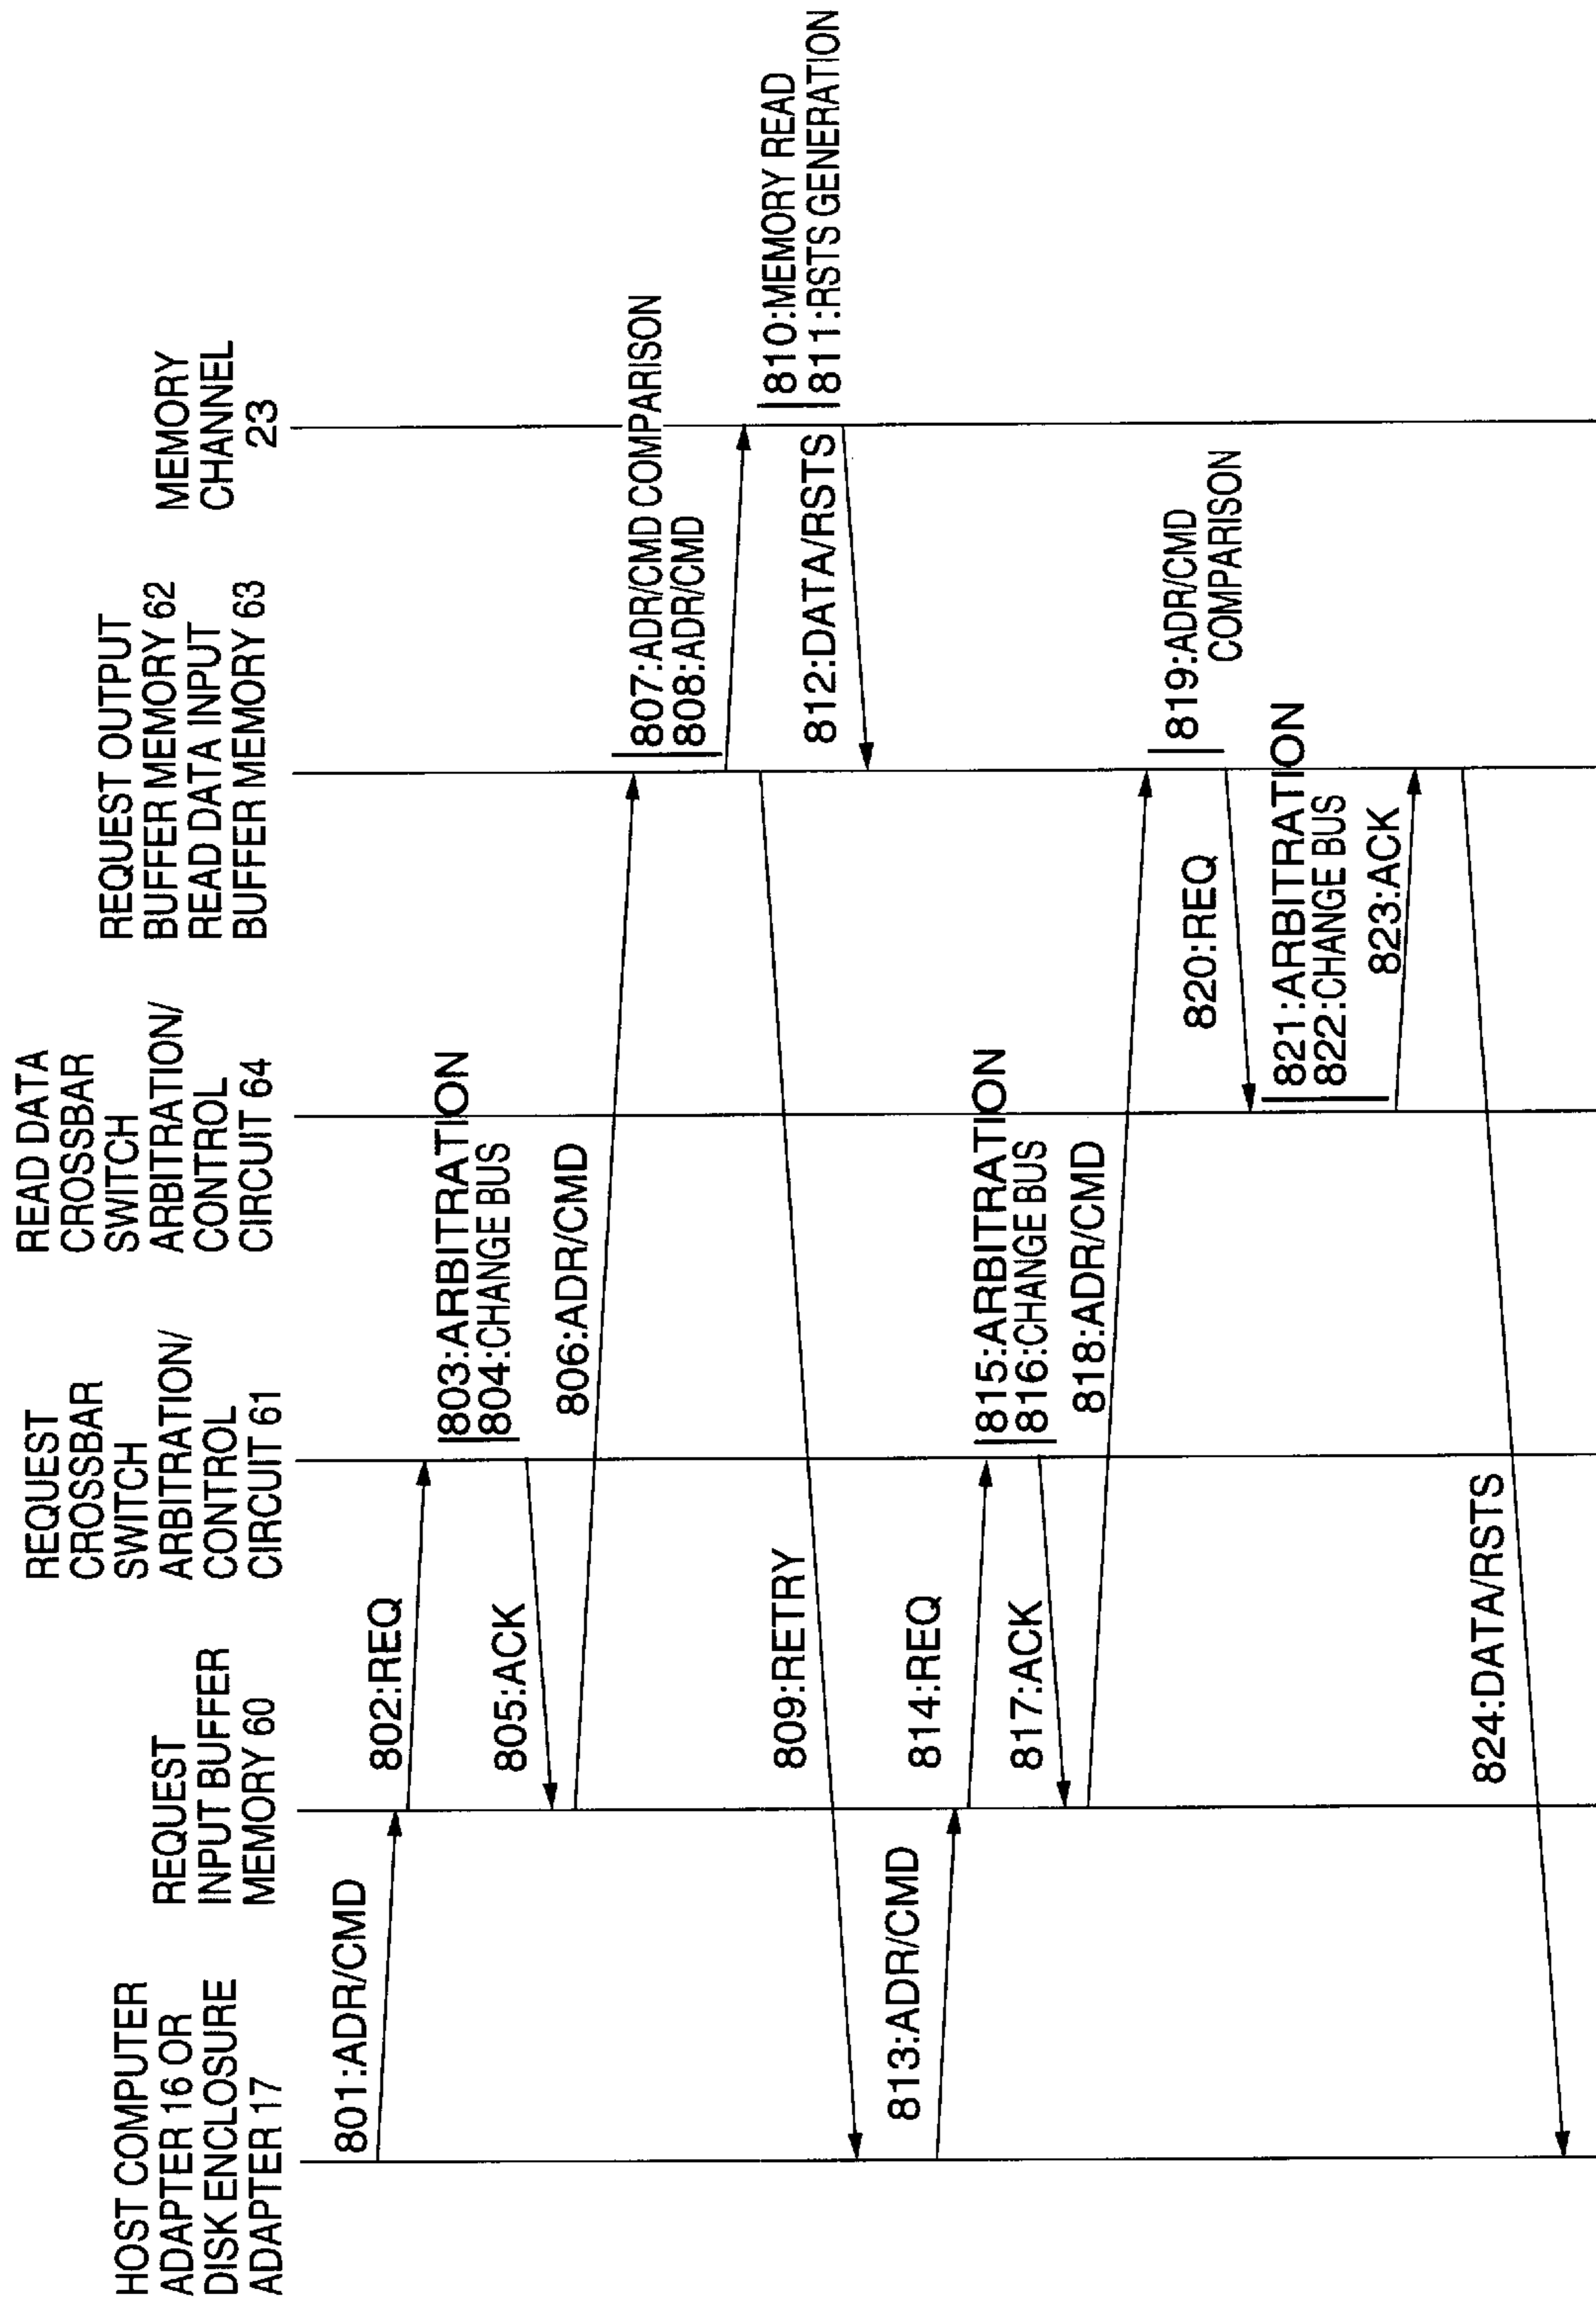 HOST COMPUTER
ADAPTER 16 OR
DISK ENCLOSURE
ADAPTER 17
REQUEST
INPUT BUFFER
MEMORY 60
REQUEST
CROSSBAR
SWITCH
ARBITRATION/
CONTROL
CIRCUIT 61
READ DATA
CROSSBAR
SWITCH
ARBITRATION/
CONTROL
CIRCUIT 64
REQUEST OUTPUT
BUFFER MEMORY 62
READ DATA INPUT
BUFFER MEMORY 63
MEMORY
CHANNEL
23
801:ADR/CMD
802:REQ
803:ARBITRATION
804:CHANGE BUS
805:ACK
806:ADR/CMD
807:ADR/CMD COMPARISON
808:ADR/CMD
809:RETRY
810:MEMORY READ
811:RSTS GENERATION
812:DATA/RSTS
813:ADR/CMD
814:REQ
815:ARBITRATION
816:CHANGE BUS
817:ACK
818:ADR/CMD
819:ADR/CMD
COMPARISON
820:REQ
821:ARBITRATION
822:CHANGE BUS
823:ACK
824:DATA/RSTS